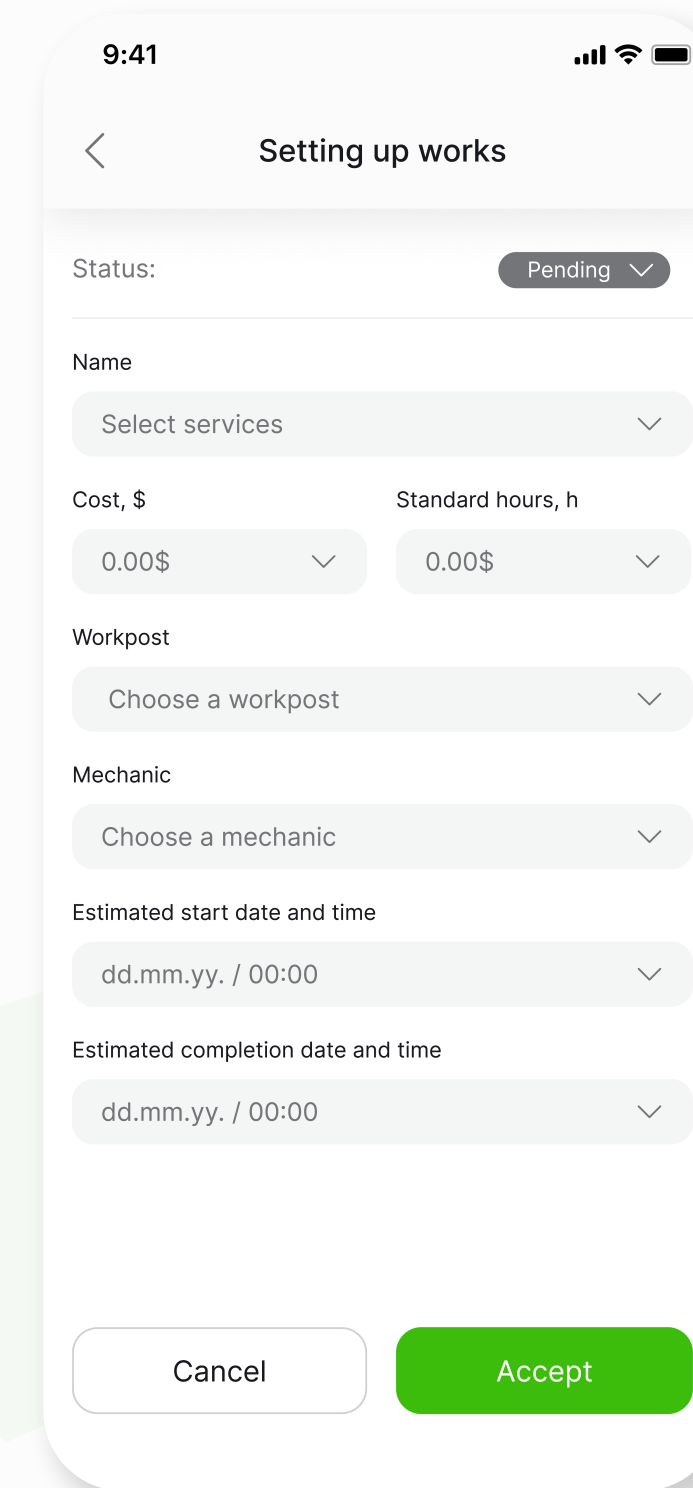 9:41
Setting up works
Status:
Pending
Name
Select services
Cost, $
Standard hours, h
0.00$
0.00$
Workpost
Choose a workpost
Mechanic
Choose a mechanic
Estimated start date and time
dd.mm.yy. / 00:00
Estimated completion date and time
dd.mm.yy. / 00:00
Cancel
Accept